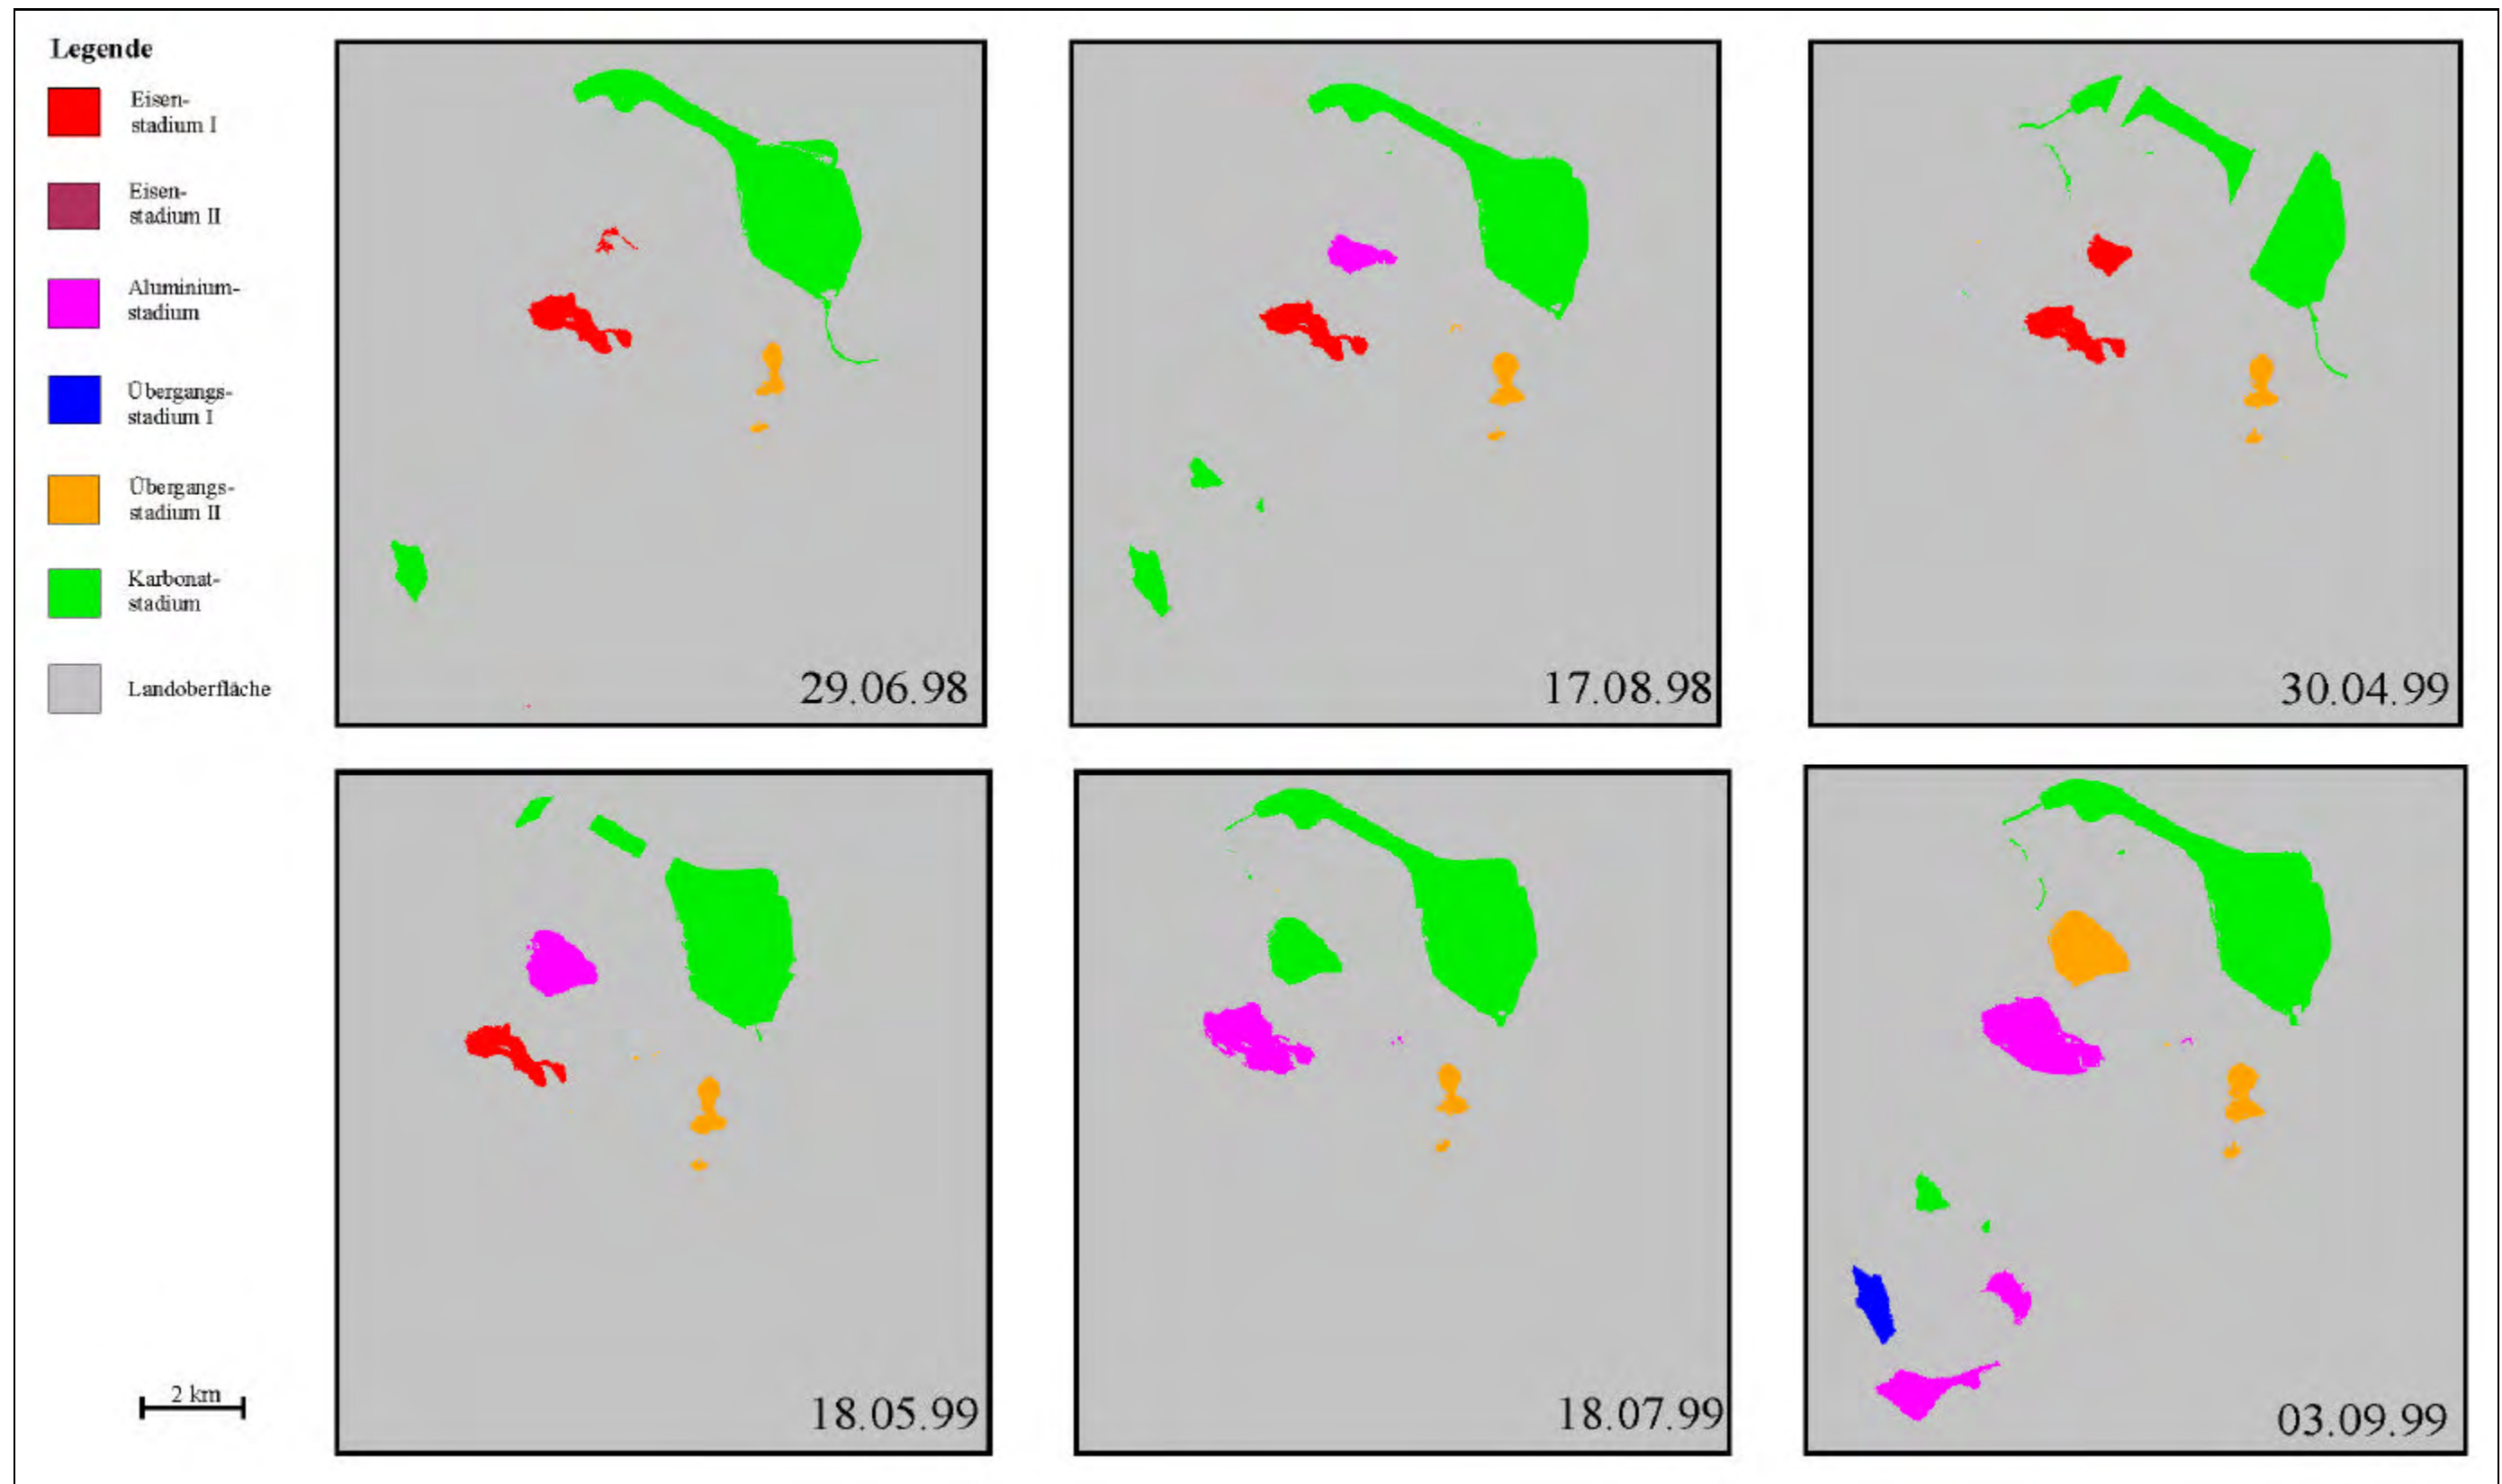 Legende
Eisen-
stadium I
Eisen-
stadium II
Aluminium-
stadium
Übergangs-
stadium I
Übergangs-
stadium II
Karbonat-
stadium
Landoberfläche
29.06.98
17.08.98
30.04.99
2 km
18.05.99
18.07.99
03.09.99